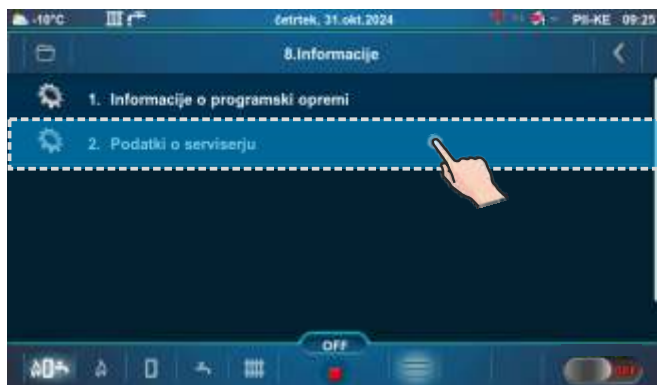 -10°C četrtek, 31.okt.2024 PII-KE 09:25
8.Informacije
1. Informacije o programski opremi
2. Podatki o serviserju
OFF
OFF